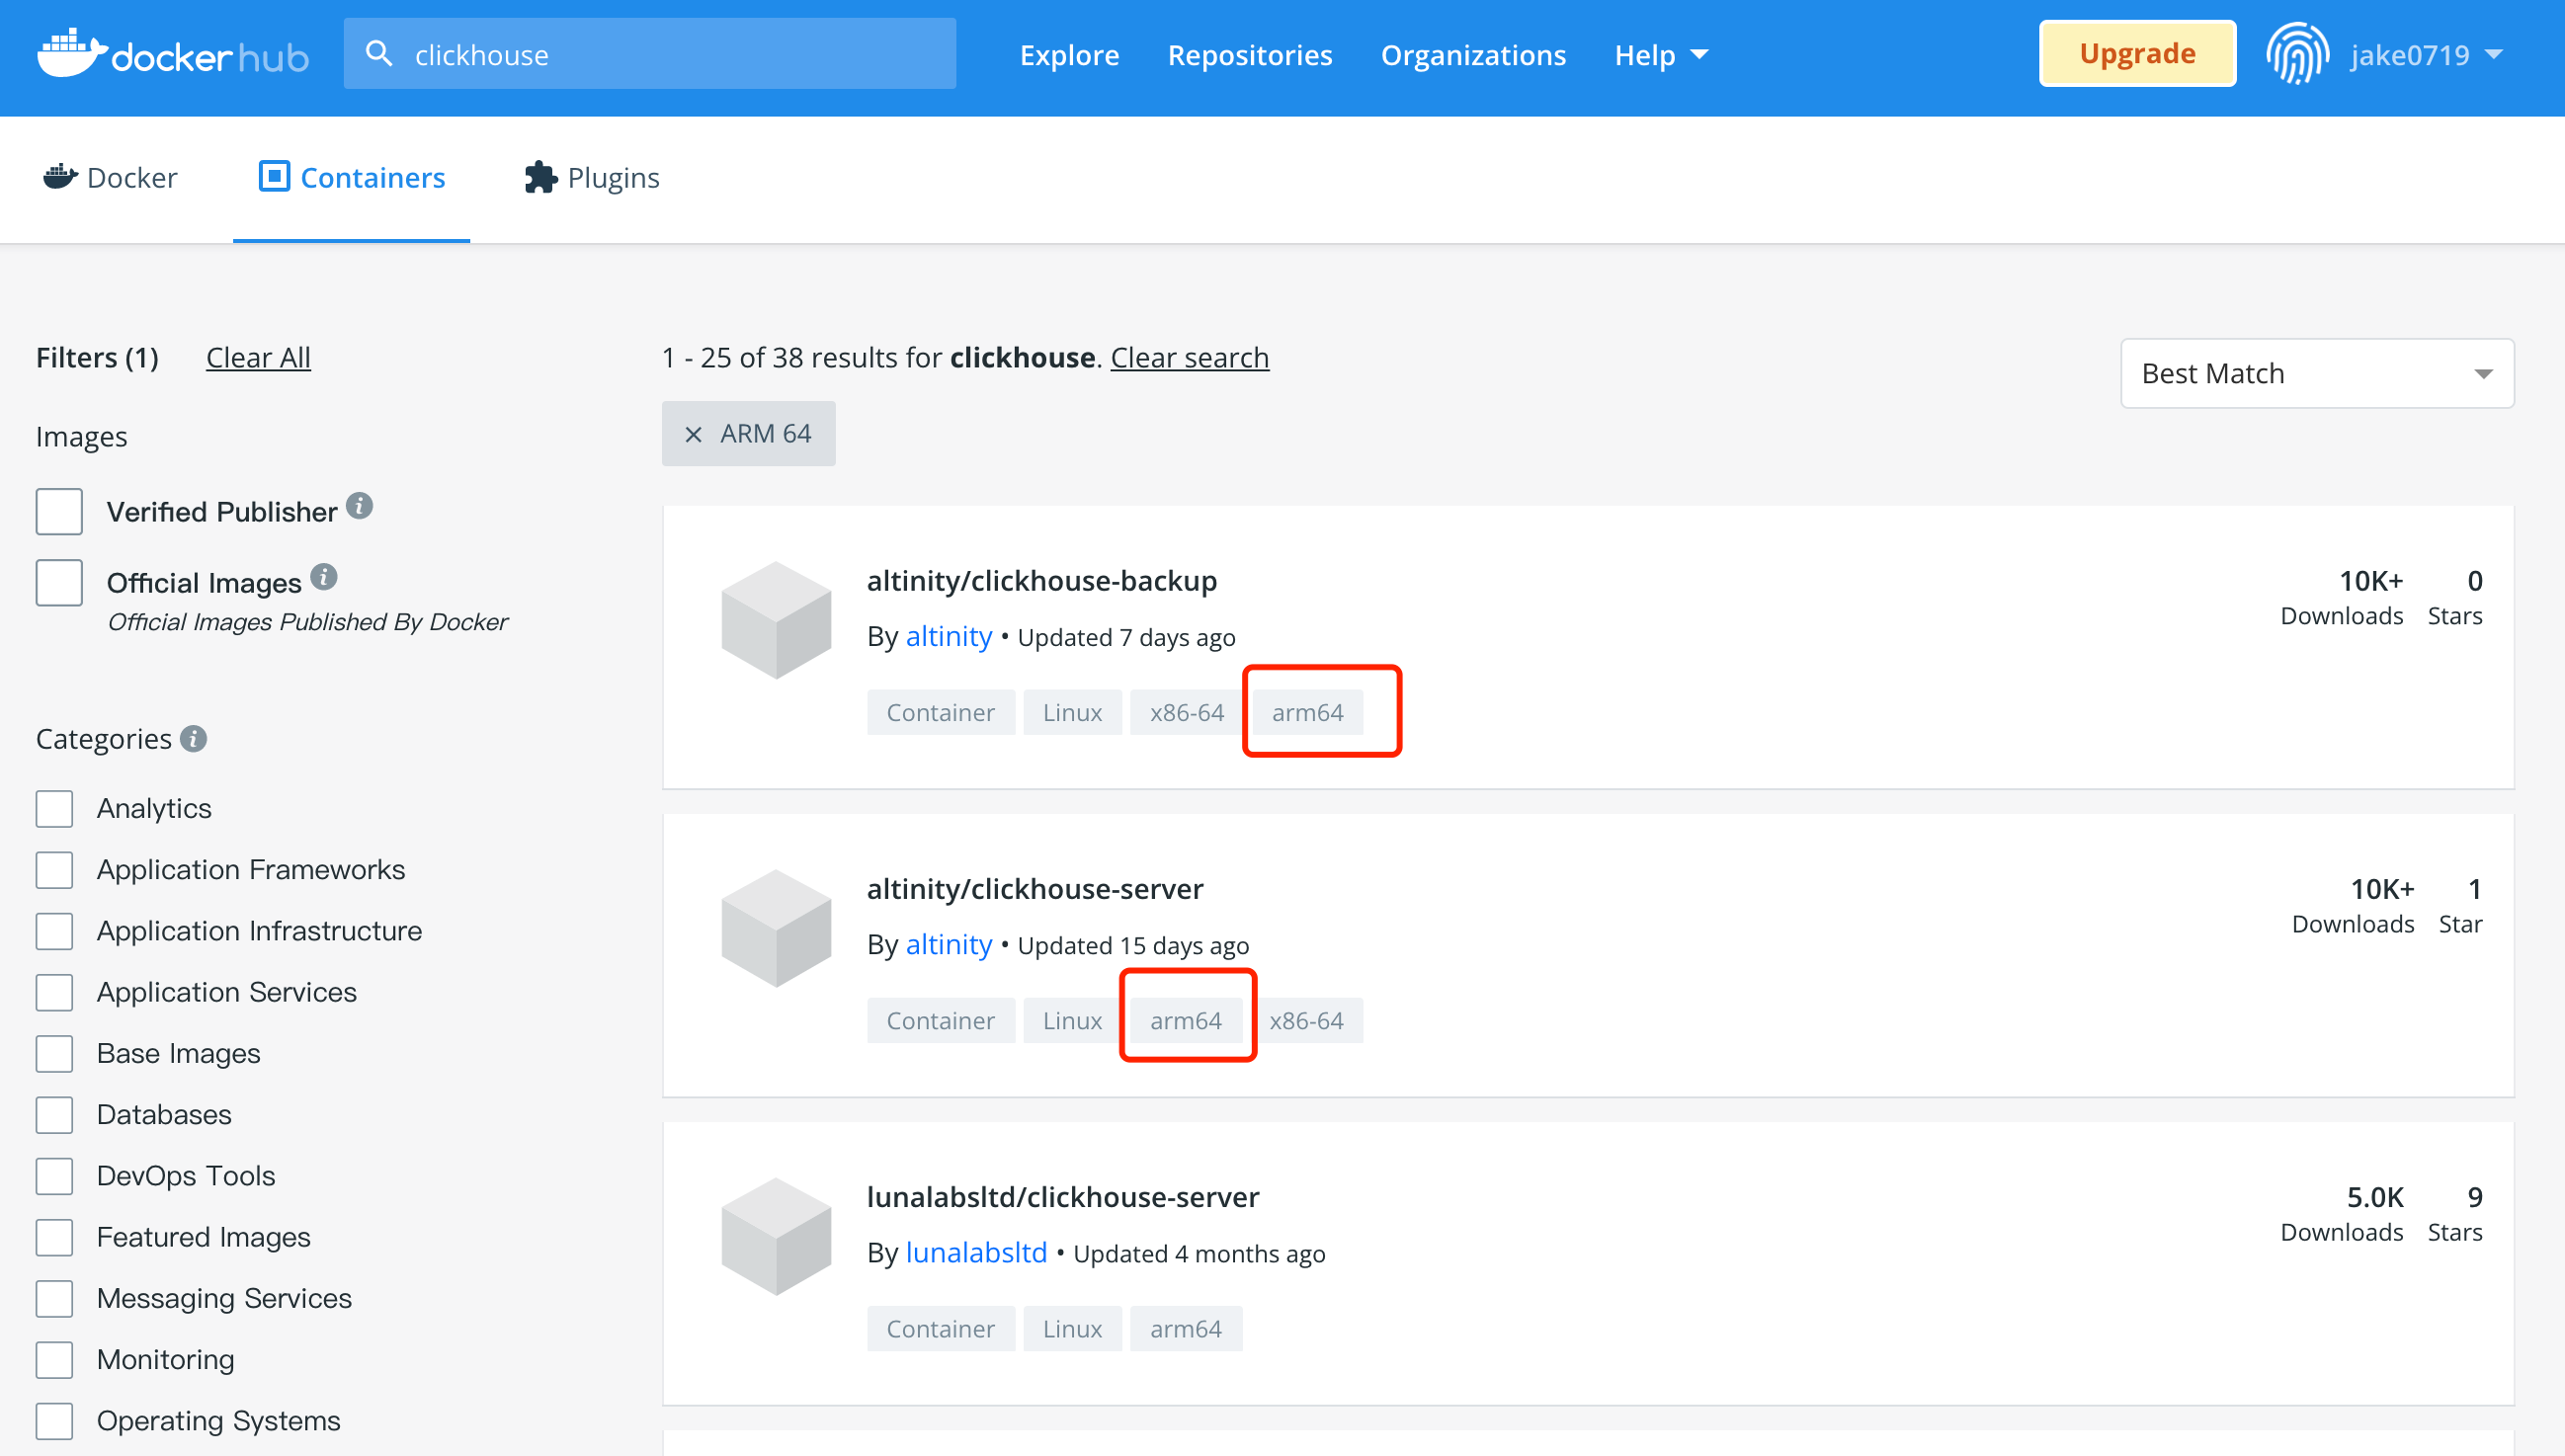 docker hub
clickhouse
Explore
Repositories
Organizations
Help
Upgrade
jake0719
Docker
Containers
Plugins
Filters (1)
Clear All
Images
Verified Publisher
Official Images
Official Images Published By Docker
Categories
Analytics
Application Frameworks
Application Infrastructure
Application Services
Base Images
Databases
DevOps Tools
Featured Images
Messaging Services
Monitoring
Operating Systems
1 - 25 of 38 results for clickhouse. Clear search
Best Match
ARM 64
altinity/clickhouse-backup
By altinity • Updated 7 days ago
Container Linux x86-64 arm64
10K+ 0
Downloads Stars
altinity/clickhouse-server
By altinity • Updated 15 days ago
Container Linux arm64 x86-64
10K+ 1
Downloads Star
lunalabsltd/clickhouse-server
By lunalabsltd • Updated 4 months ago
Container Linux arm64
5.0K 9
Downloads Stars